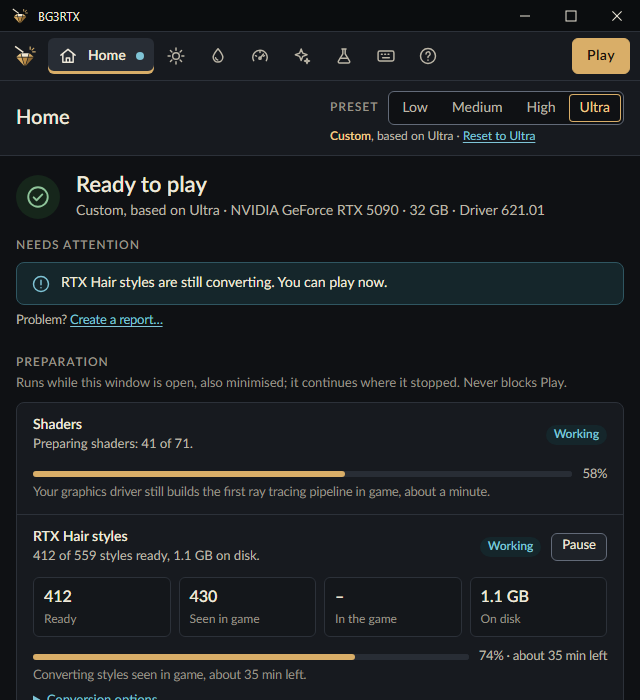 BG3RTX
Home
Play
Home
PRESET Low Medium High Ultra
Custom, based on Ultra · Reset to Ultra
Ready to play
Custom, based on Ultra · NVIDIA GeForce RTX 5090 · 32 GB · Driver 621.01
NEEDS ATTENTION
RTX Hair styles are still converting. You can play now.
Problem? Create a report...
PREPARATION
Runs while this window is open, also minimised; it continues where it stopped. Never blocks Play.
Shaders
Preparing shaders: 41 of 71.
Working
58%
Your graphics driver still builds the first ray tracing pipeline in game, about a minute.
RTX Hair styles
412 of 559 styles ready, 1.1 GB on disk.
Working
Pause
412
Ready
430
Seen in game
–
In the game
1.1 GB
On disk
74% · about 35 min left
Converting styles seen in game, about 35 min left.
Conversion options